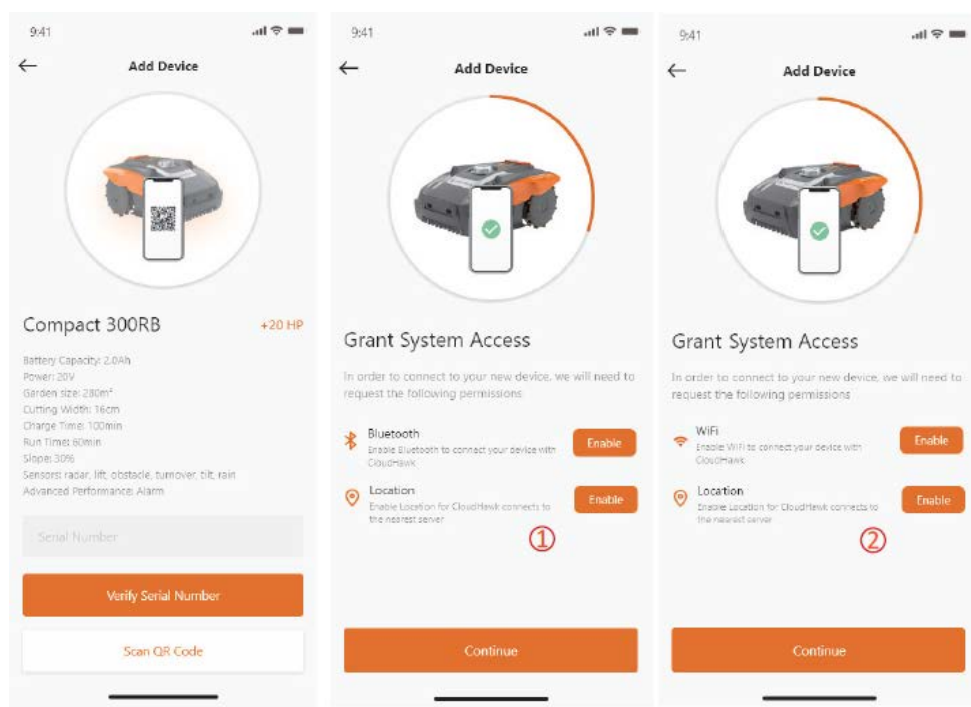 9:41
Add Device
Compact 300RB
+20 HP
Battery Capacity: 2.0Ah
Power: 20V
Garden size: 280m²
Cutting Width: 16cm
Charge Time: 100min
Run Time: 60min
Slope: 30%
Sensors: radar, lift, obstacle, turnover, tilt, rain
Advanced Performance: Alarm
Serial Number
Verify Serial Number
Scan QR Code
9:41
Add Device
Grant System Access
In order to connect to your new device, we will need to
request the following permissions
Bluetooth
Enable Bluetooth to connect your device with
CloudHawk
Enable
Location
Enable Location for CloudHawk connects to
the nearest server
Enable
①
Continue
9:41
Add Device
Grant System Access
In order to connect to your new device, we will need to
request the following permissions
WiFi
Enable WiFi to connect your device with
CloudHawk
Enable
Location
Enable Location for CloudHawk connects to
the nearest server
Enable
②
Continue